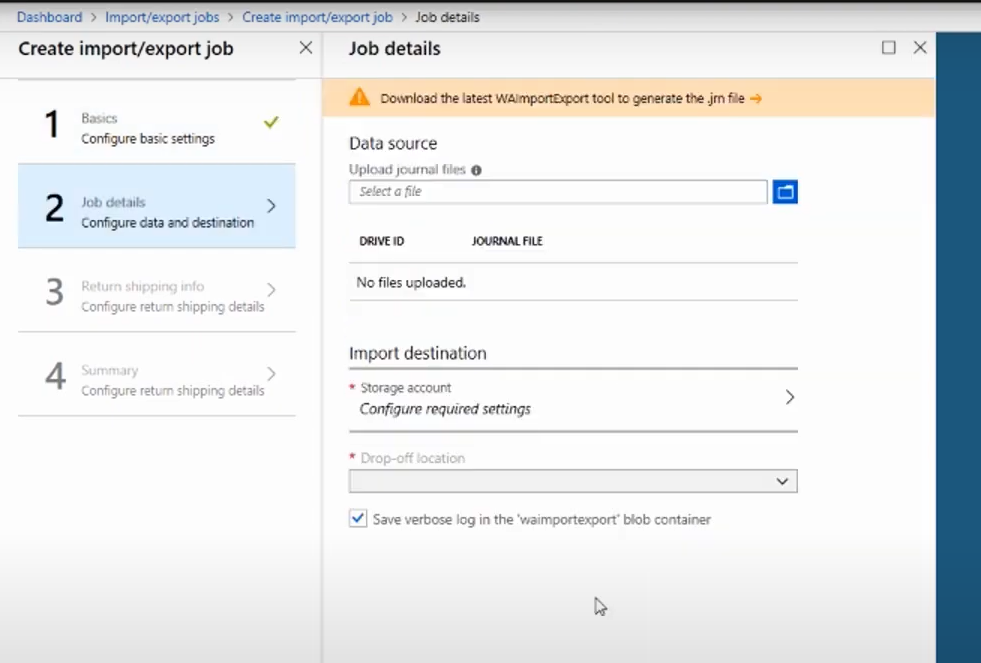 Dashboard > Import/export jobs > Create import/export job > Job details
Create import/export job
1
Basics
Configure basic settings
2
Job details
Configure data and destination
3
Return shipping info
Configure return shipping details
4
Summary
Configure return shipping details
Job details
Download the latest WAImportExport tool to generate the .jrn file →
Data source
Upload journal files
Select a file
DRIVE ID JOURNAL FILE
No files uploaded.
Import destination
* Storage account
Configure required settings
* Drop-off location
Save verbose log in the 'waimportexport' blob container